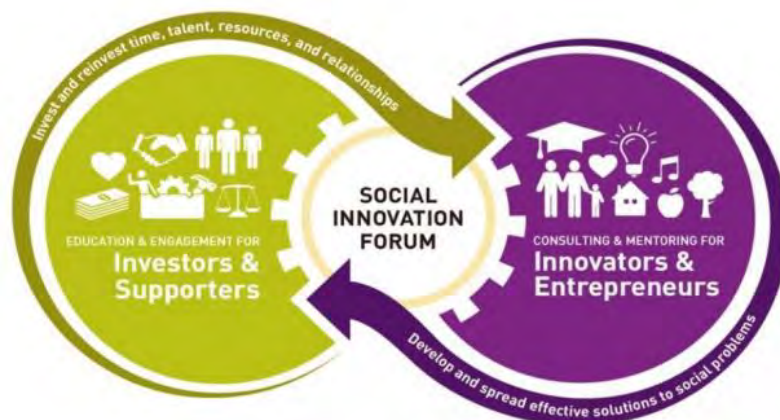 Invest and reinvest time, talent, resources, and relationships
EDUCATION & ENGAGEMENT FOR
Investors &
Supporters
SOCIAL
INNOVATION
FORUM
CONSULTING & MENTORING FOR
Innovators &
Entrepreneurs
Develop and spread effective solutions to social problems